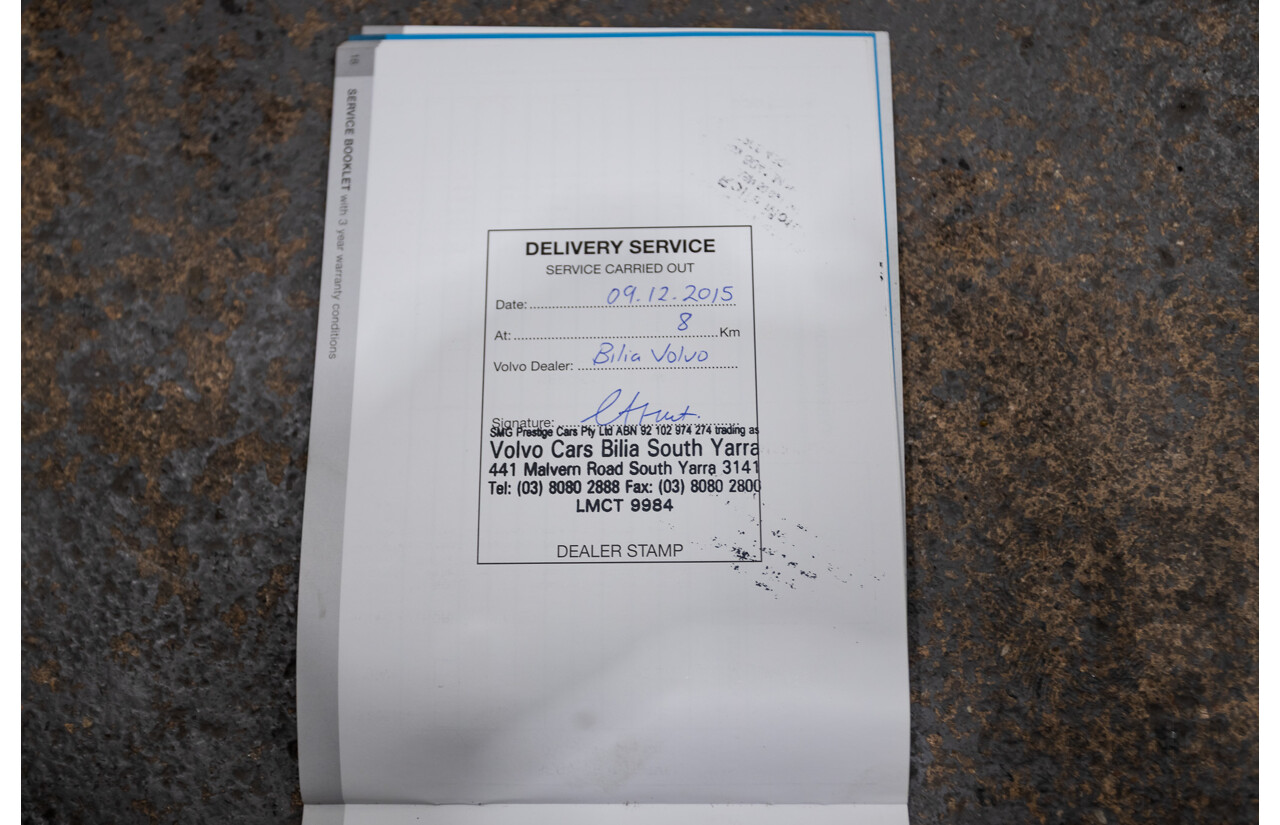 16
SERVICE BOOKLET with 3 year warranty conditions
DELIVERY SERVICE
SERVICE CARRIED OUT
Date: 09.12.2015
At: 8 Km
Volvo Dealer: Bilia Volvo
Signature:
SMG Prestige Cars Pty Ltd ABN 92 102 974 274 trading as
Volvo Cars Bilia South Yarra
441 Malvern Road South Yarra 3141
Tel: (03) 8080 2888 Fax: (03) 8080 2800
LMCT 9984
DEALER STAMP